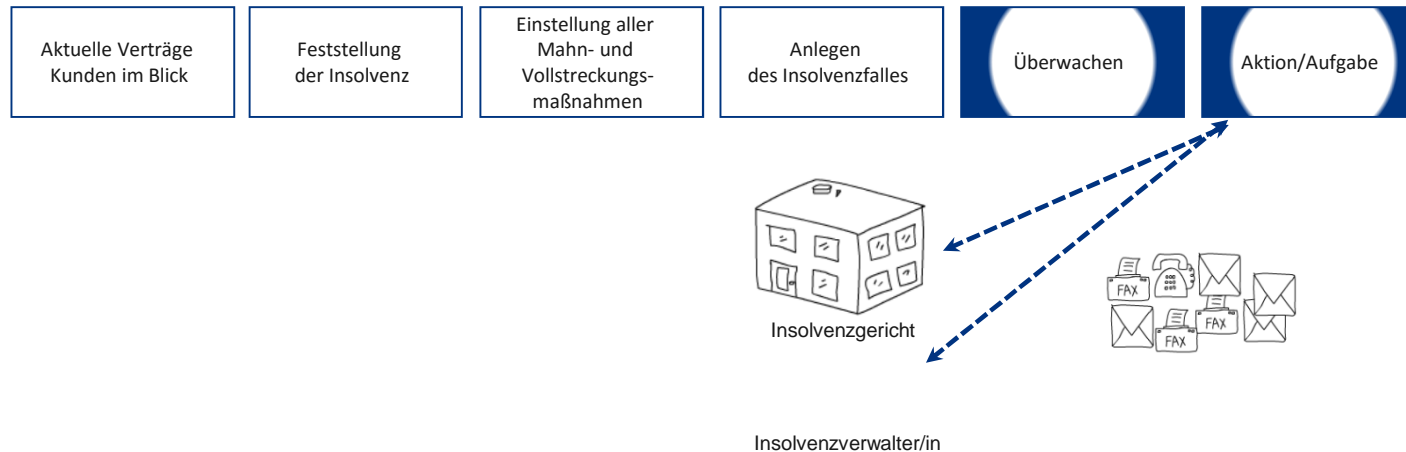 Aktuelle Verträge
Kunden im Blick
Feststellung
der Insolvenz
Einstellung aller
Mahn- und
Vollstreckungs-
maßnahmen
Anlegen
des Insolvenzfalles
Überwachen
Aktion/Aufgabe
Insolvenzgericht
FAX
FAX
FAX
Insolvenzverwalter/in